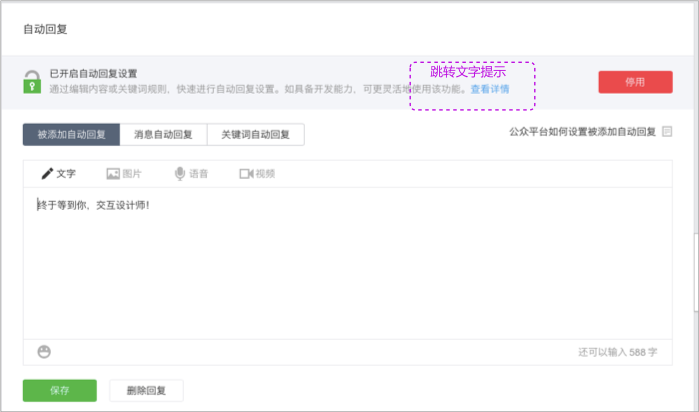 自动回复
跳转文字提示
已开启自动回复设置
通过编辑内容或关键词规则，快速进行自动回复设置。如具备开发能力，可更灵活地使用该功能。查看详情
停用
被添加自动回复 消息自动回复 关键词自动回复
公众平台如何设置被添加自动回复
文字 图片 语音 视频
终于等到你，交互设计师！
还可以输入 588 字
保存 删除回复